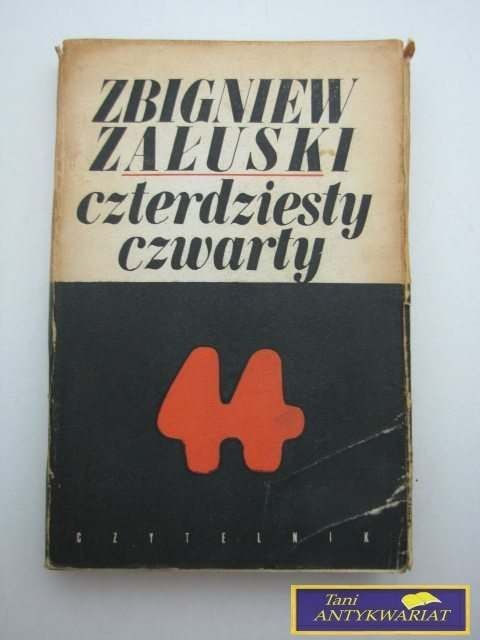 ZBIGNIEW
ZAŁUSKI
czterdziesty
czwarty
44
CZYTELNIK
Tani
ANTYKWARIAT